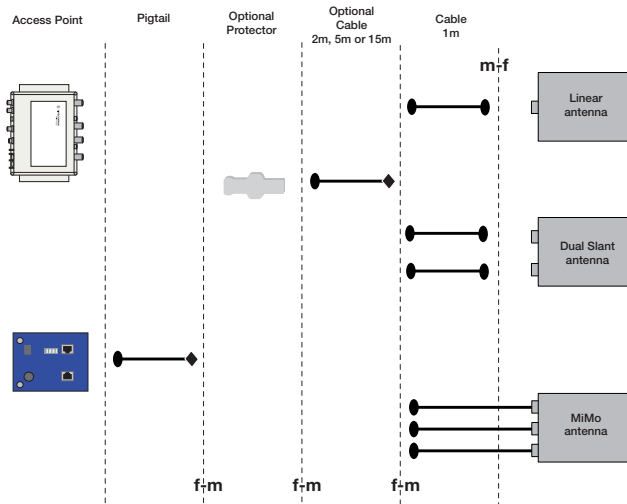 Access Point
Pigtail
Optional
Protector
Optional
Cable
2m, 5m or 15m
Cable
1m
m-f
Linear
antenna
Dual Slant
antenna
MiMo
antenna
f-m
f-m
f-m